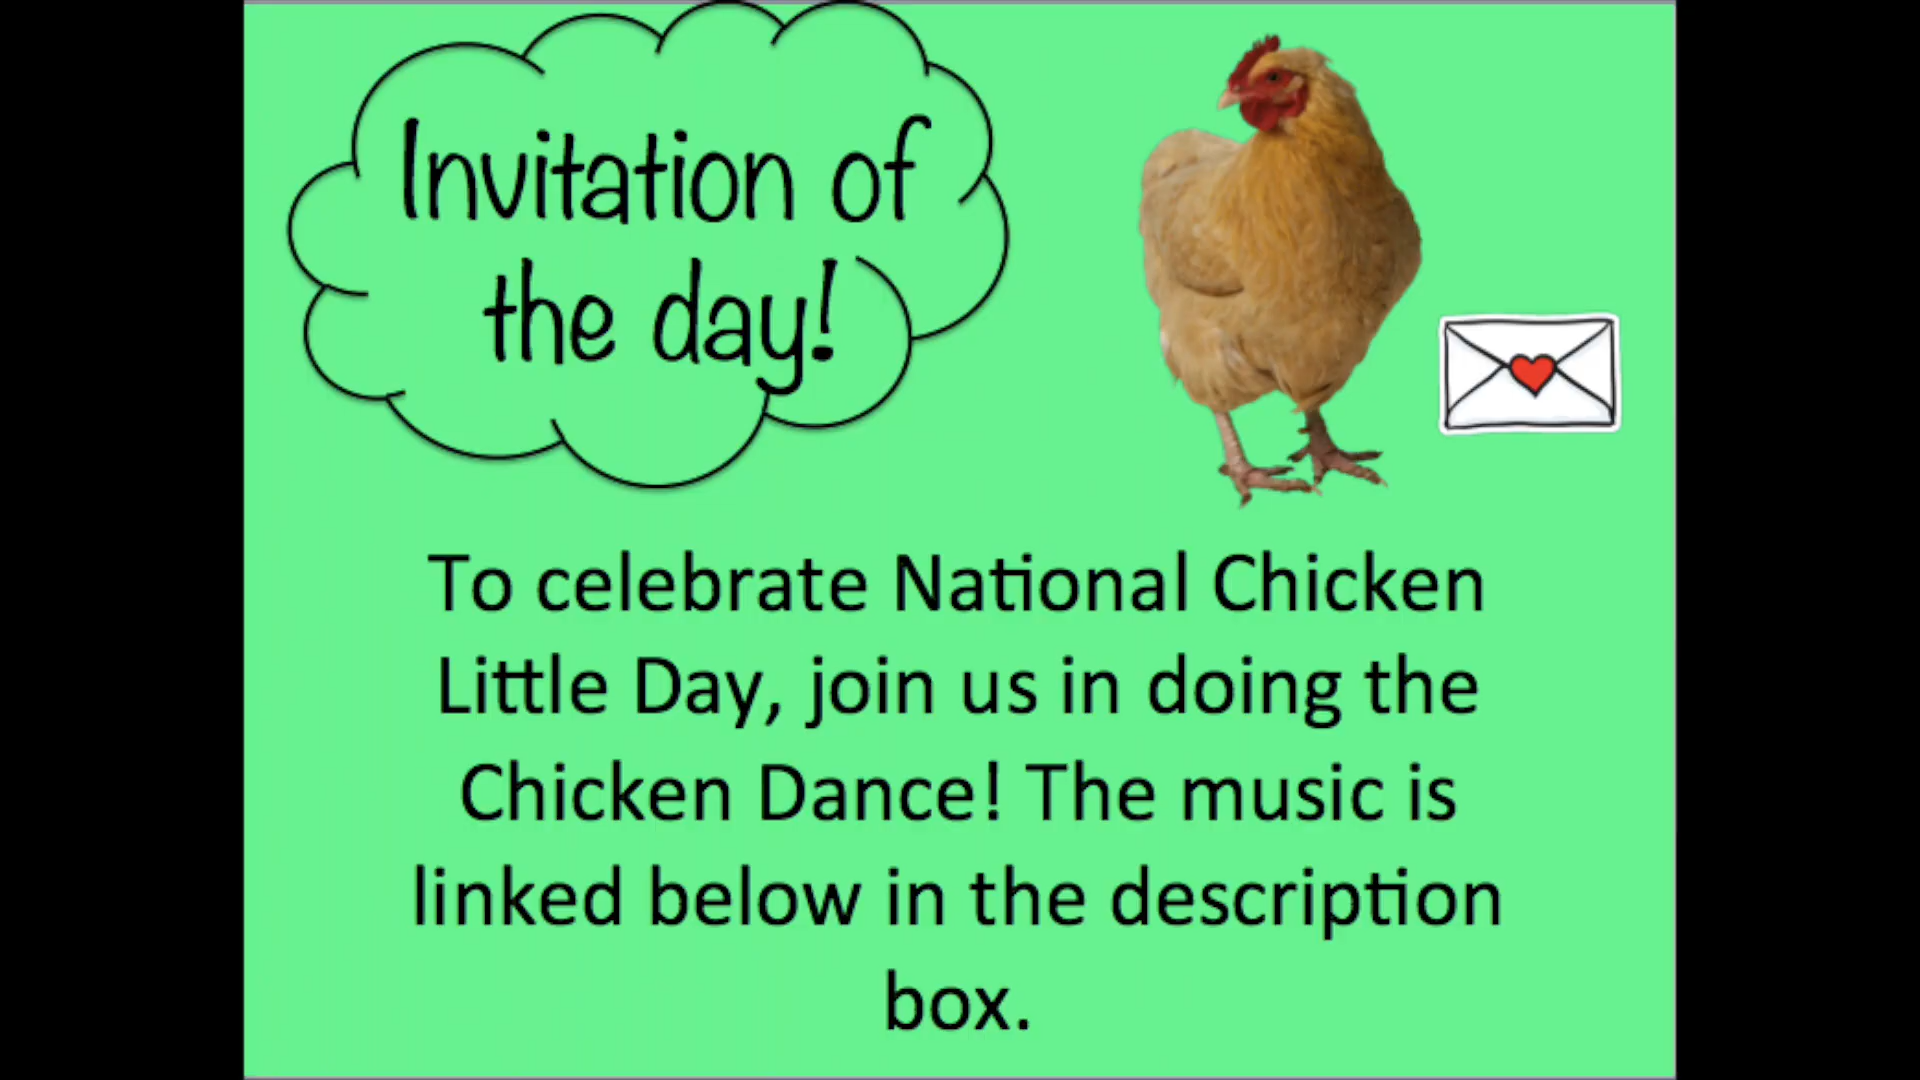 Invitation of
the day!
To celebrate National Chicken
Little Day, join us in doing the
Chicken Dance! The music is
linked below in the description
box.